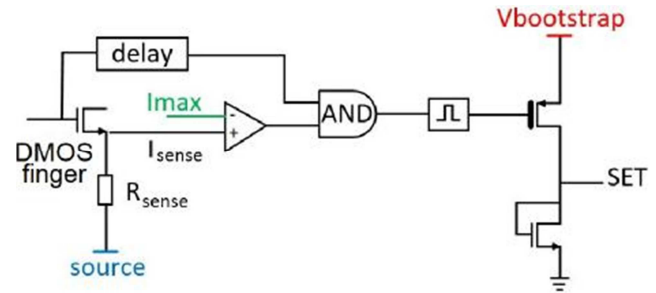 Vbootstrap
delay
Imax
-
+
AND
DMOS
finger
Isense
Rsense
SET
source